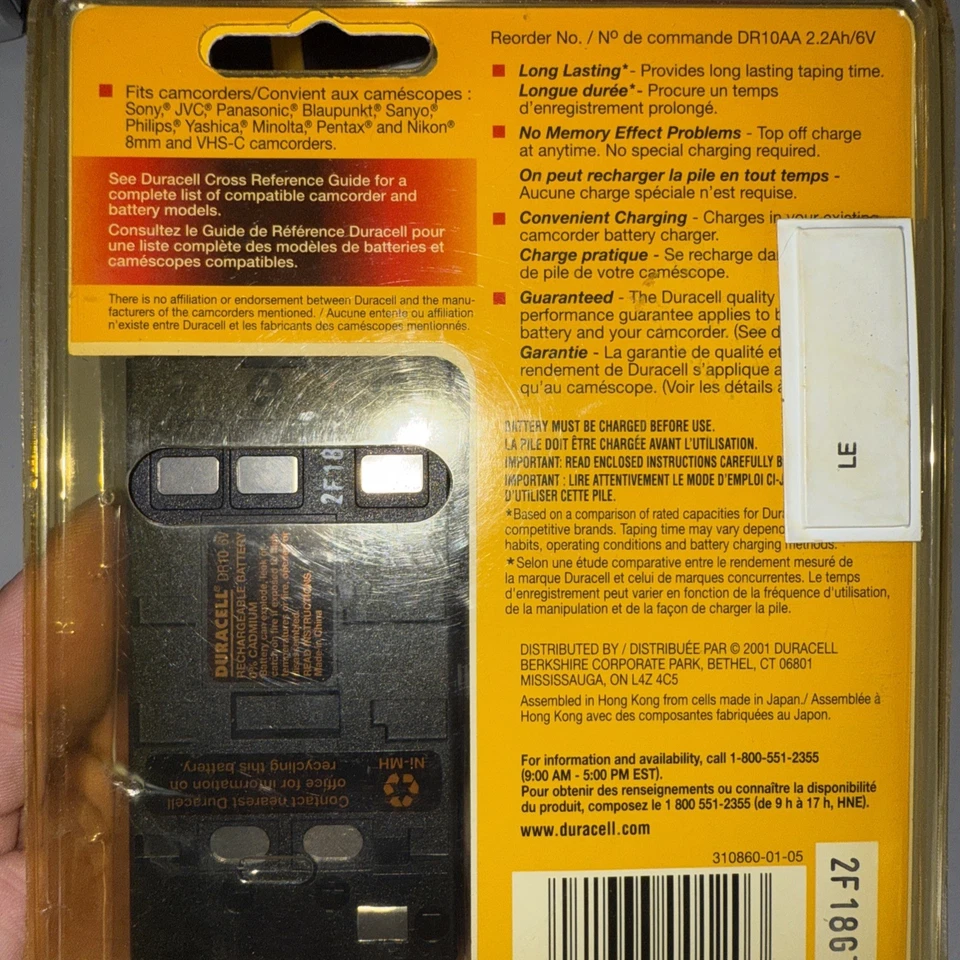 Reorder No. / Nº de commande DR10AA 2.2Ah/6V
Fits camcorders/Convient aux caméscopes :
Sony,® JVC,® Panasonic,® Blaupunkt,® Sanyo,®
Philips,® Yashica,® Minolta,® Pentax® and Nikon®
8mm and VHS-C camcorders.
See Duracell Cross Reference Guide for a
complete list of compatible camcorder and
battery models.
Consultez le Guide de Référence Duracell pour
une liste complète des modèles de batteries et
caméscopes compatibles.
There is no affiliation or endorsement between Duracell and the manu-
facturers of the camcorders mentioned. / Aucune entente ou affiliation
n'existe entre Duracell et les fabricants des caméscopes mentionnés.
Long Lasting*- Provides long lasting taping time.
Longue durée*- Procure un temps
d'enregistrement prolongé.
No Memory Effect Problems - Top off charge
at anytime. No special charging required.
On peut recharger la pile en tout temps -
Aucune charge spéciale n'est requise.
Convenient Charging - Charges in your existing
camcorder battery charger.
Charge pratique - Se recharge da
de pile de votre caméscope.
Guaranteed - The Duracell quality
performance guarantee applies to
battery and your camcorder. (See d
Garantie - La garantie de qualité et
rendement de Duracell s'applique a
qu'au caméscope. (Voir les détails
BATTERY MUST BE CHARGED BEFORE USE.
LA PILE DOIT ÊTRE CHARGÉE AVANT L'UTILISATION.
IMPORTANT: READ ENCLOSED INSTRUCTIONS CAREFULLY B
IMPORTANT : LIRE ATTENTIVEMENT LE MODE D'EMPLOI CI-
D'UTILISER CETTE PILE.
*Based on a comparison of rated capacities for Dur
competitive brands. Taping time may vary depend
habits, operating conditions and battery charging methods.
*Selon une étude comparative entre le rendement mesuré de
la marque Duracell et celui de marques concurrentes. Le temps
d'enregistrement peut varier en fonction de la fréquence d'utilisation,
de la manipulation et de la façon de charger la pile.
LE
DISTRIBUTED BY / DISTRIBUÉE PAR © 2001 DURACELL
BERKSHIRE CORPORATE PARK, BETHEL, CT 06801
MISSISSAUGA, ON L4Z 4C5
Assembled in Hong Kong from cells made in Japan./ Assemblée à
Hong Kong avec des composantes fabriquées au Japon.
For information and availability, call 1-800-551-2355
(9:00 AM - 5:00 PM EST).
Pour obtenir des renseignements ou connaître la disponibilité
du produit, composez le 1 800 551-2355 (de 9 h à 17 h, HNE).
www.duracell.com
310860-01-05
2F18G
2F18
DURACELL® DR10 6V
RECHARGEABLE BATTERY
0% CADMIUM
READ INSTRUCTIONS
Made in China
Ni-MH
Contact nearest Duracell
office for information on
recycling this battery.